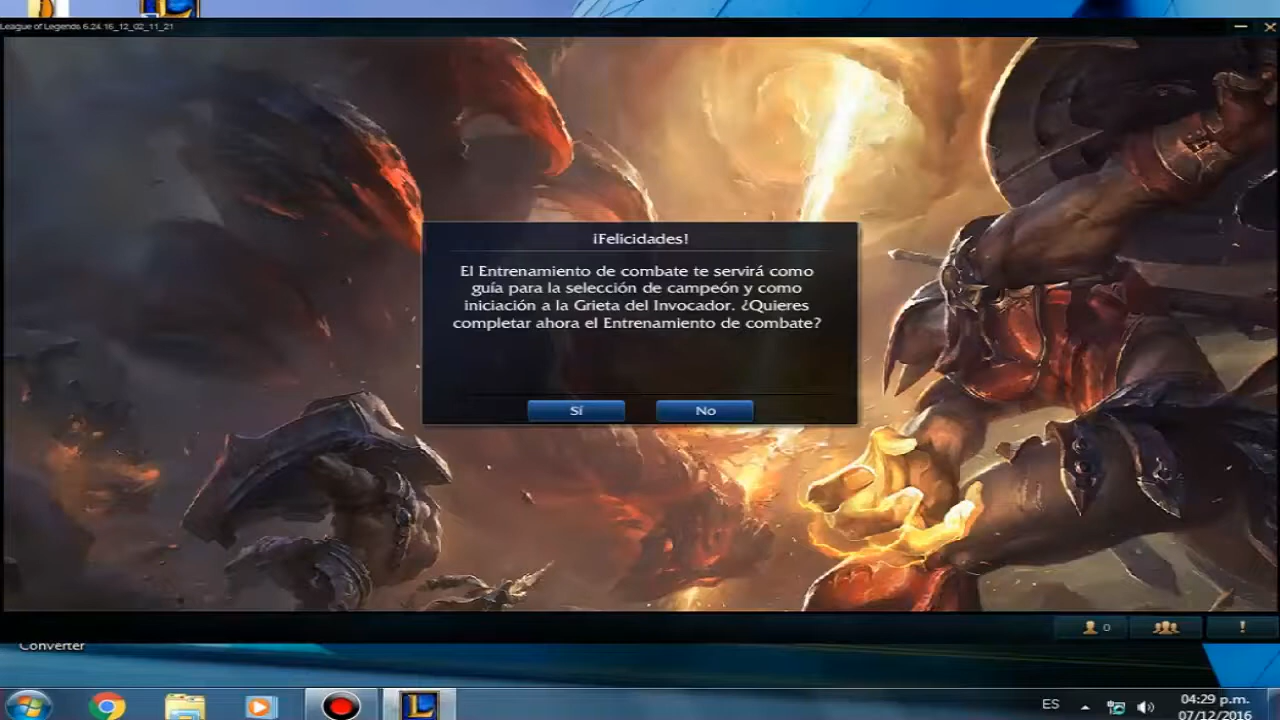 League of Legends 6.24.16_12_02_11_21
¡Felicidades!
El Entrenamiento de combate te servirá como
guía para la selección de campeón y como
iniciación a la Grieta del Invocador. ¿Quieres
completar ahora el Entrenamiento de combate?
Sí
No
0
!
Converter
ES
04:29 p.m.
07/12/2016